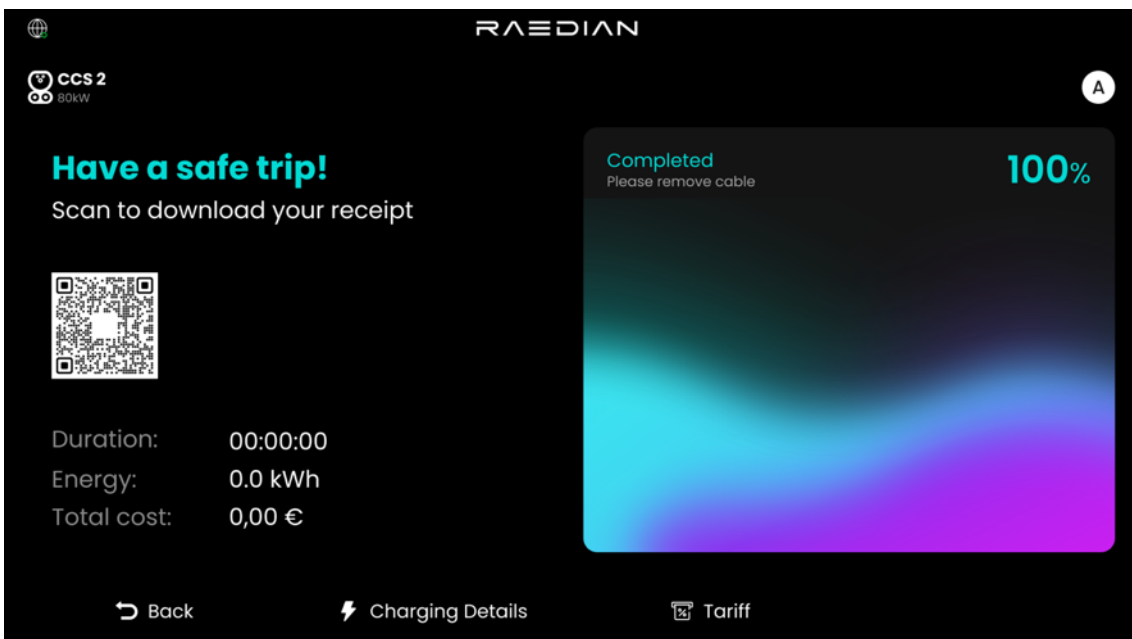 RAEDIAN
CCS 2
80kW
A
Have a safe trip!
Scan to download your receipt
Completed
Please remove cable
100%
Duration: 00:00:00
Energy: 0.0 kWh
Total cost: 0,00 €
Back
Charging Details
Tariff